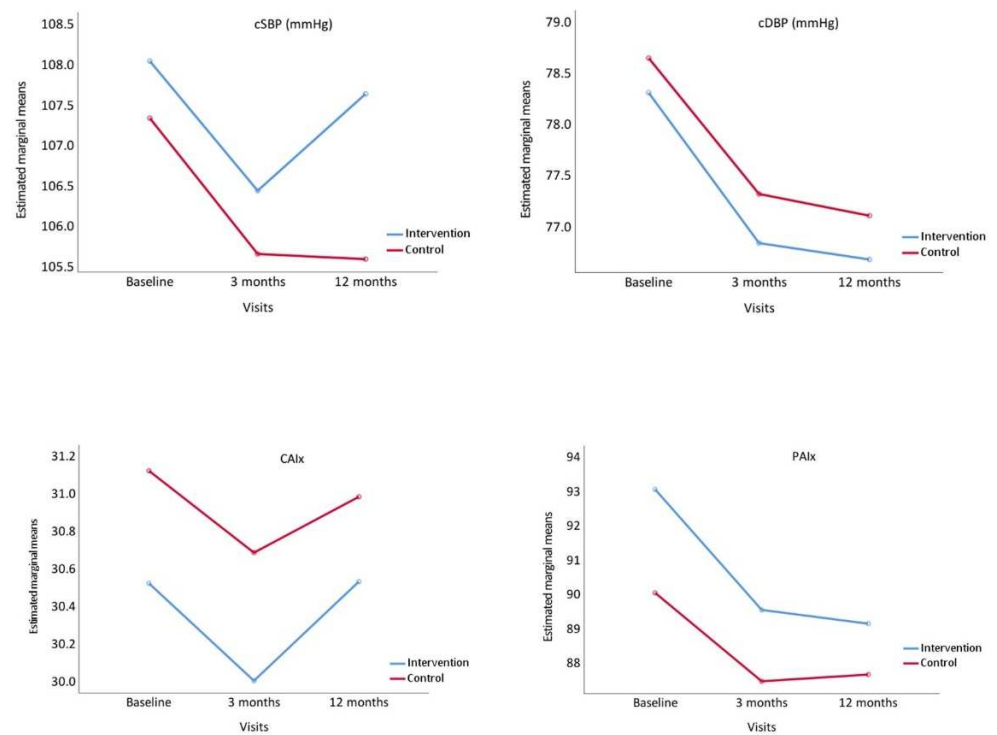 cSBP (mmHg)
Estimated marginal means
108.5
108.0
107.5
107.0
106.5
106.0
105.5
Intervention
Control
Baseline
3 months
12 months
Visits
cDBP (mmHg)
Estimated marginal means
79.0
78.5
78.0
77.5
77.0
Intervention
Control
Baseline
3 months
12 months
Visits
CAIx
Estimated marginal means
31.2
31.0
30.8
30.6
30.4
30.2
30.0
Intervention
Control
Baseline
3 months
12 months
Visits
PAIx
Estimated marginal means
94
93
92
91
90
89
88
Intervention
Control
Baseline
3 months
12 months
Visits